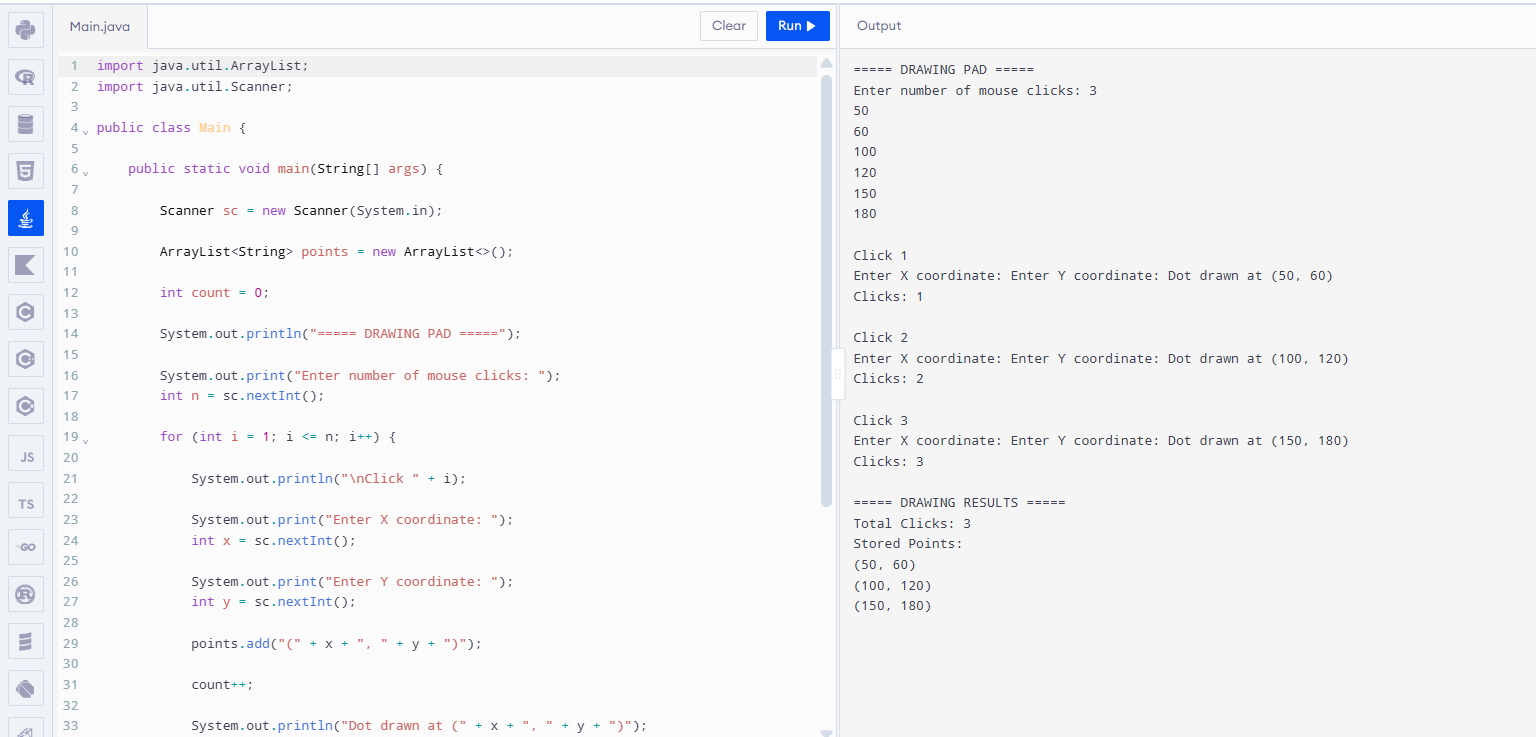 Main.java
Clear
Run
1 import java.util.ArrayList;
2 import java.util.Scanner;
3
4 public class Main {
5
6 public static void main(String[] args) {
7
8 Scanner sc = new Scanner(System.in);
9
10 ArrayList<String> points = new ArrayList<>();
11
12 int count = 0;
13
14 System.out.println("===== DRAWING PAD =====");
15
16 System.out.print("Enter number of mouse clicks: ");
17 int n = sc.nextInt();
18
19 for (int i = 1; i <= n; i++) {
20
21 System.out.println("\nClick " + i);
22
23 System.out.print("Enter X coordinate: ");
24 int x = sc.nextInt();
25
26 System.out.print("Enter Y coordinate: ");
27 int y = sc.nextInt();
28
29 points.add("(" + x + ", " + y + ")");
30
31 count++;
32
33 System.out.println("Dot drawn at (" + x + ", " + y + ")");
Output
===== DRAWING PAD =====
Enter number of mouse clicks: 3
50
60
100
120
150
180
Click 1
Enter X coordinate: Enter Y coordinate: Dot drawn at (50, 60)
Clicks: 1
Click 2
Enter X coordinate: Enter Y coordinate: Dot drawn at (100, 120)
Clicks: 2
Click 3
Enter X coordinate: Enter Y coordinate: Dot drawn at (150, 180)
Clicks: 3
===== DRAWING RESULTS =====
Total Clicks: 3
Stored Points:
(50, 60)
(100, 120)
(150, 180)
R
5
C
C
C
JS
TS
GO
R